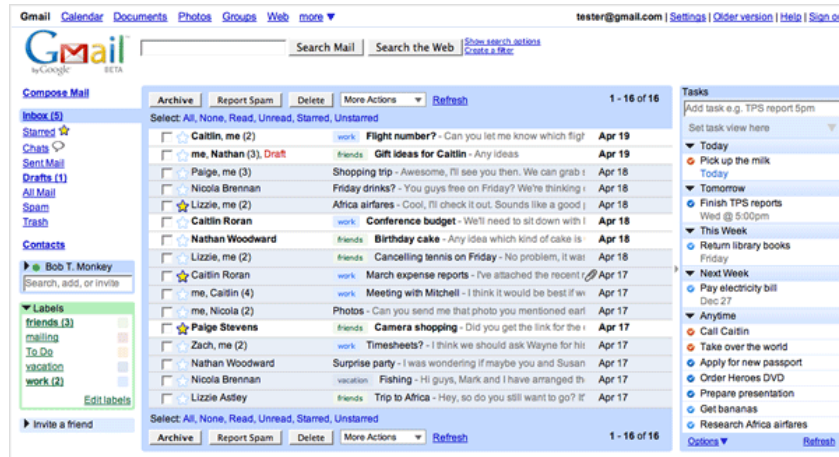 Gmail Calendar Documents Photos Groups Web more ▼
tester@gmail.com | Settings | Older version | Help | Sign o
Gmail
by Google BETA
Search Mail Search the Web Show search options
Create a filter
Compose Mail
Inbox (5)
Starred
Chats
Sent Mail
Drafts (1)
All Mail
Spam
Trash
Contacts
Bob T. Monkey
Search, add, or invite
Labels
friends (3)
mailing
To Do
vacation
work (2)
Edit labels
Invite a friend
Archive Report Spam Delete More Actions Refresh 1 - 16 of 16
Select: All, None, Read, Unread, Starred, Unstarred
Caitlin, me (2) work Flight number? - Can you let me know which fligh Apr 19
me, Nathan (3), Draft friends Gift ideas for Caitlin - Any ideas Apr 19
Paige, me (3) Shopping trip - Awesome, I'll see you then. We can grab Apr 18
Nicola Brennan Friday drinks? - You guys free on Friday? We're thinking Apr 18
Lizzie, me (2) Africa airfares - Cool, I'll check it out. Sounds like a good Apr 18
Caitlin Roran work Conference budget - We'll need to sit down with Apr 18
Nathan Woodward friends Birthday cake - Any idea which kind of cake is Apr 18
Lizzie, me (2) friends Cancelling tennis on Friday - No problem, it was Apr 18
Caitlin Roran work March expense reports - I've attached the recent Apr 17
me, Caitlin (4) work Meeting with Mitchell - I think it would be best if we Apr 17
me, Nicola (2) Photos - Can you send me that photo you mentioned earl Apr 17
Paige Stevens friends Camera shopping - Did you get the link for the Apr 17
Zach, me (2) work Timesheets? - I think we should ask Wayne for his Apr 17
Nathan Woodward Surprise party - I was wondering if maybe you and Susan Apr 17
Nicola Brennan vacation Fishing - Hi guys, Mark and I have arranged th Apr 17
Lizzie Astley friends Trip to Africa - Hey, so do you still want to go? It' Apr 17
Select: All, None, Read, Unread, Starred, Unstarred
Archive Report Spam Delete More Actions Refresh 1 - 16 of 16
Tasks
Add task e.g. TPS report 5pm
Set task view here
Today
Pick up the milk
Today
Tomorrow
Finish TPS reports
Wed @ 5:00pm
This Week
Return library books
Friday
Next Week
Pay electricity bill
Dec 27
Anytime
Call Caitlin
Take over the world
Apply for new passport
Order Heroes DVD
Prepare presentation
Get bananas
Research Africa airfares
Options ▼ Refresh